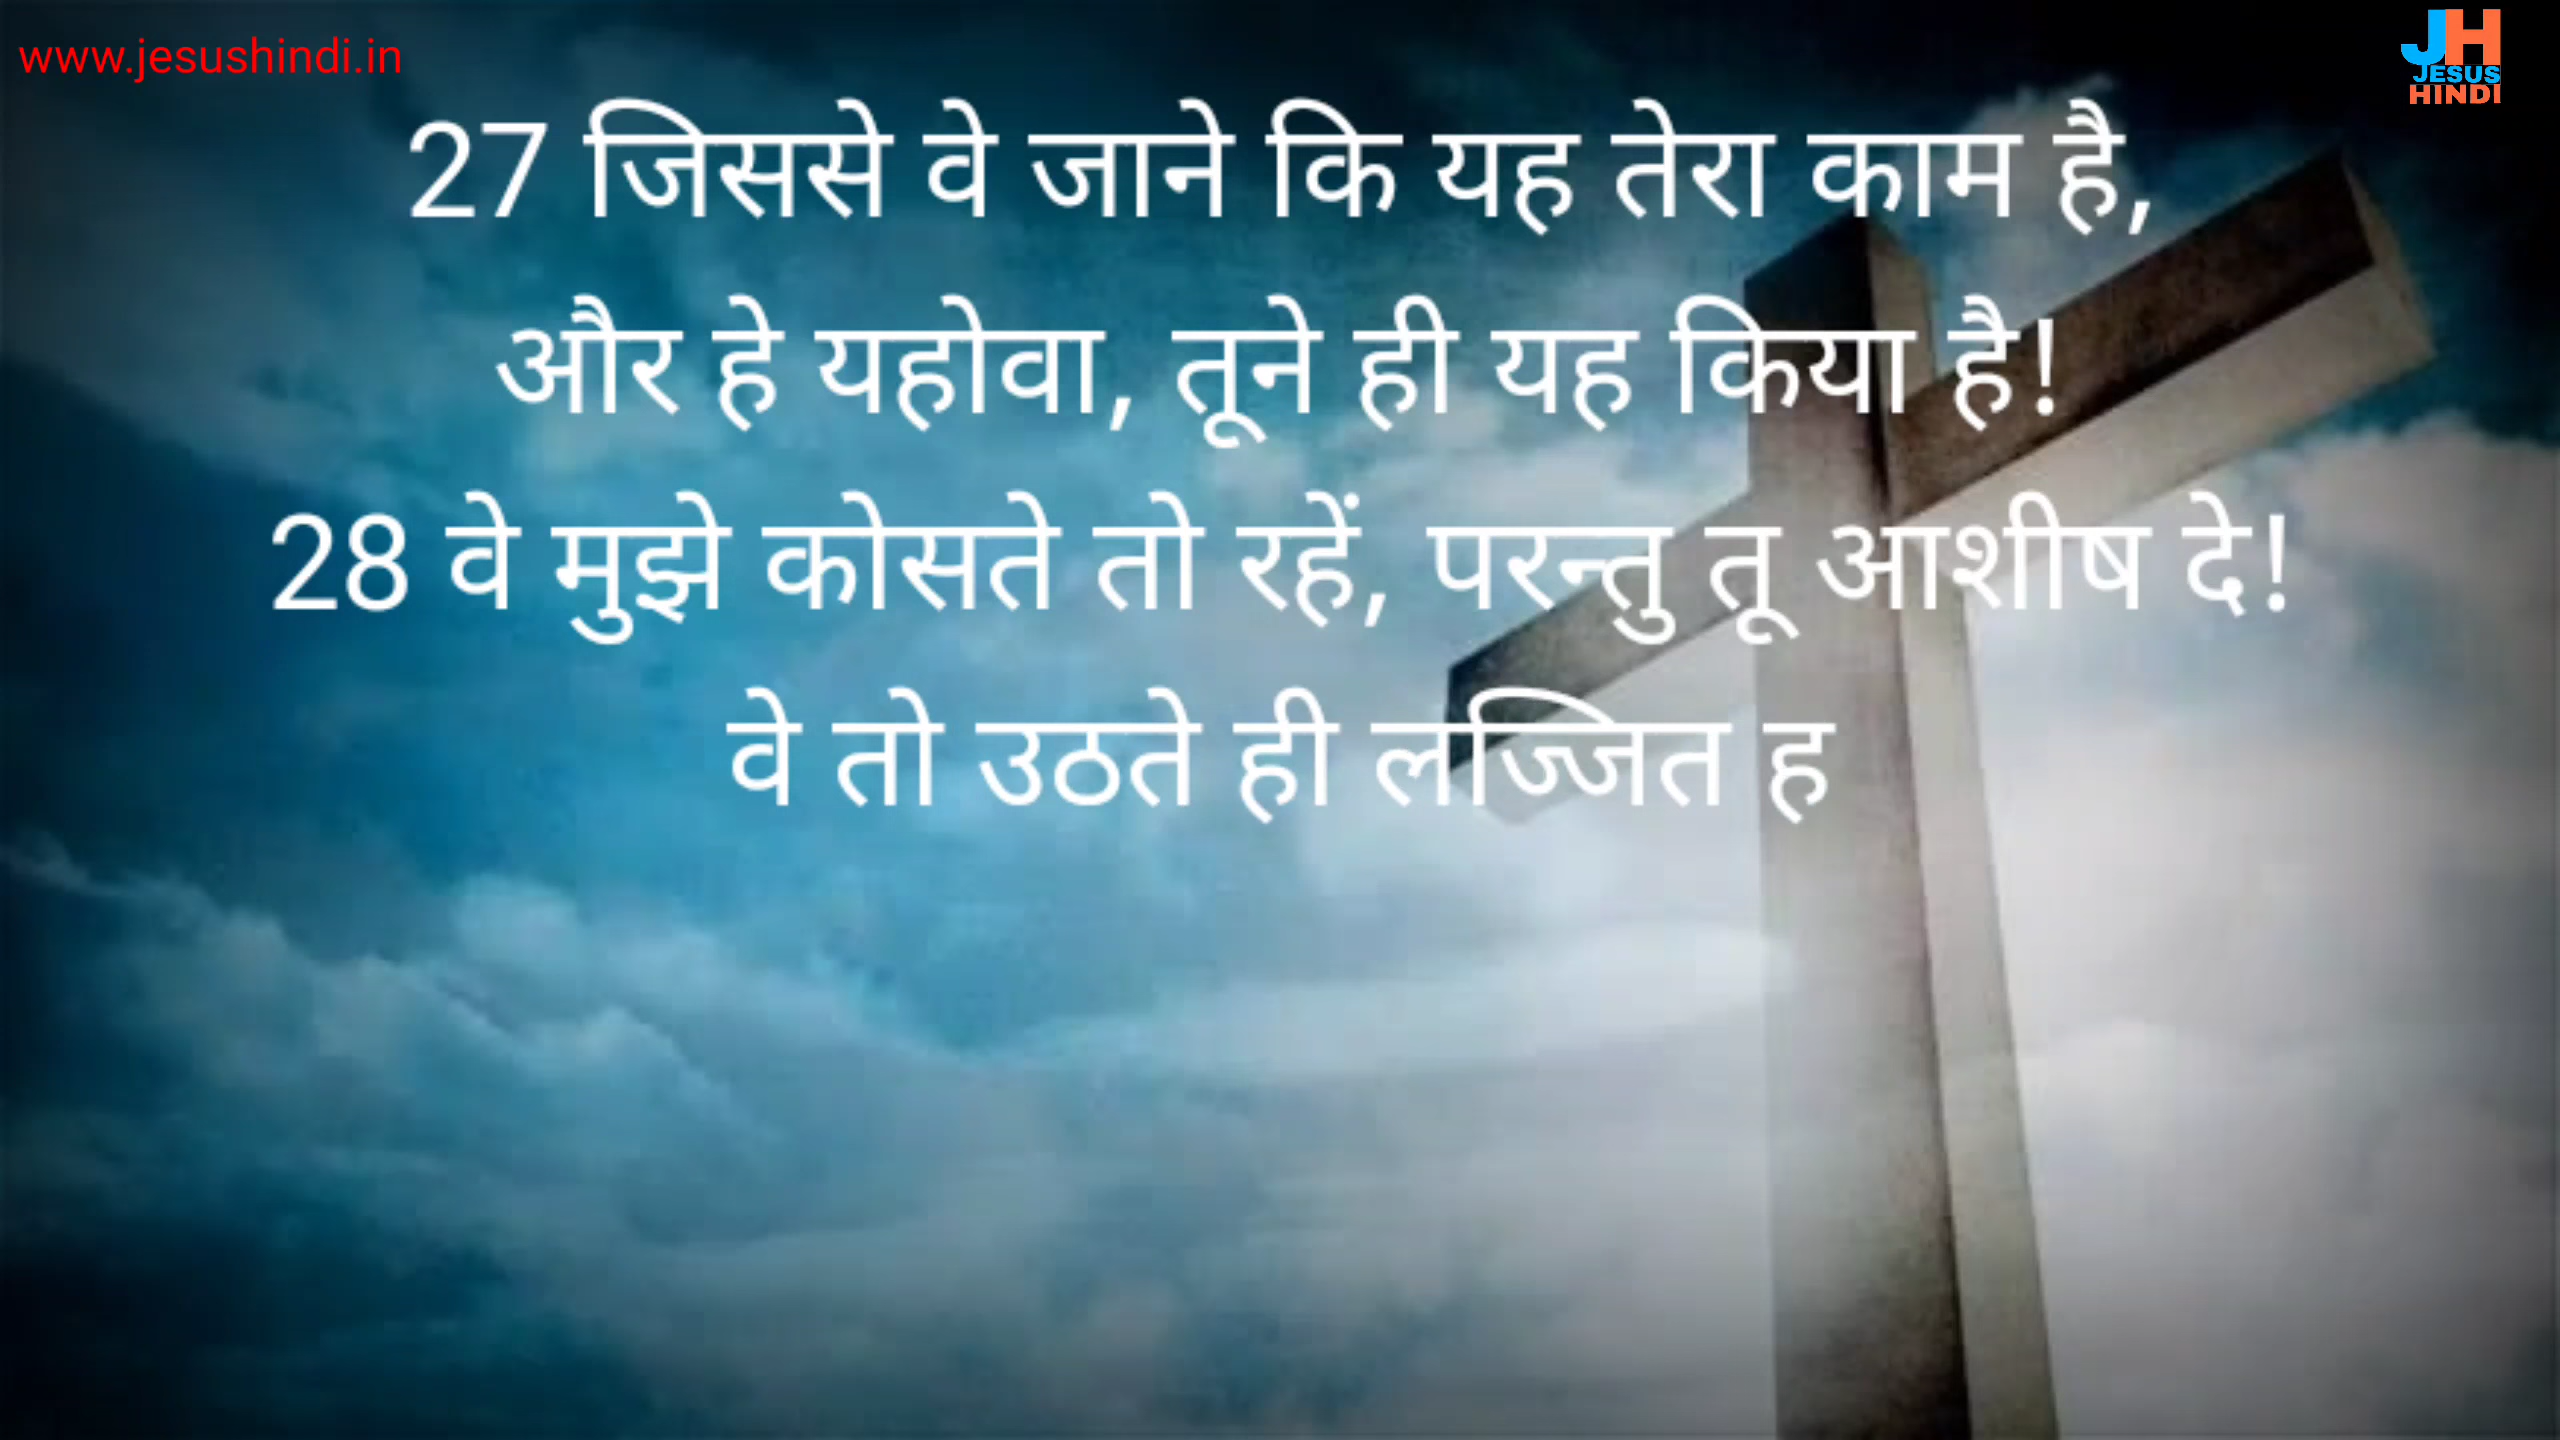 www.jesushindi.in
JH
JESUS
HINDI
27 जिससे वे जाने कि यह तेरा काम है,
और हे यहोवा, तूने ही यह किया है!
28 वे मुझे कोसते तो रहें, परन्तु तू आशीष दे!
वे तो उठते ही लज्जित ह